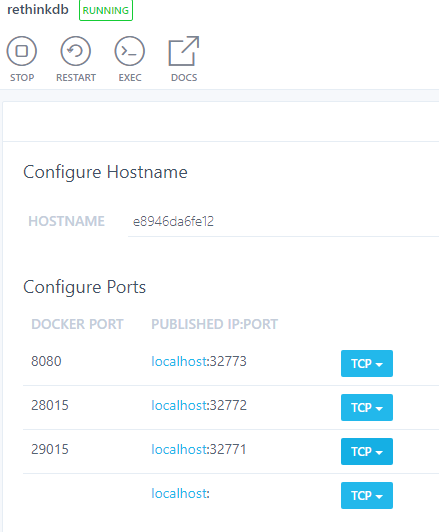 rethinkdb RUNNING
STOP RESTART EXEC DOCS
Configure Hostname
HOSTNAME e8946da6fe12
Configure Ports
DOCKER PORT PUBLISHED IP:PORT
8080 localhost:32773 TCP
28015 localhost:32772 TCP
29015 localhost:32771 TCP
localhost: TCP